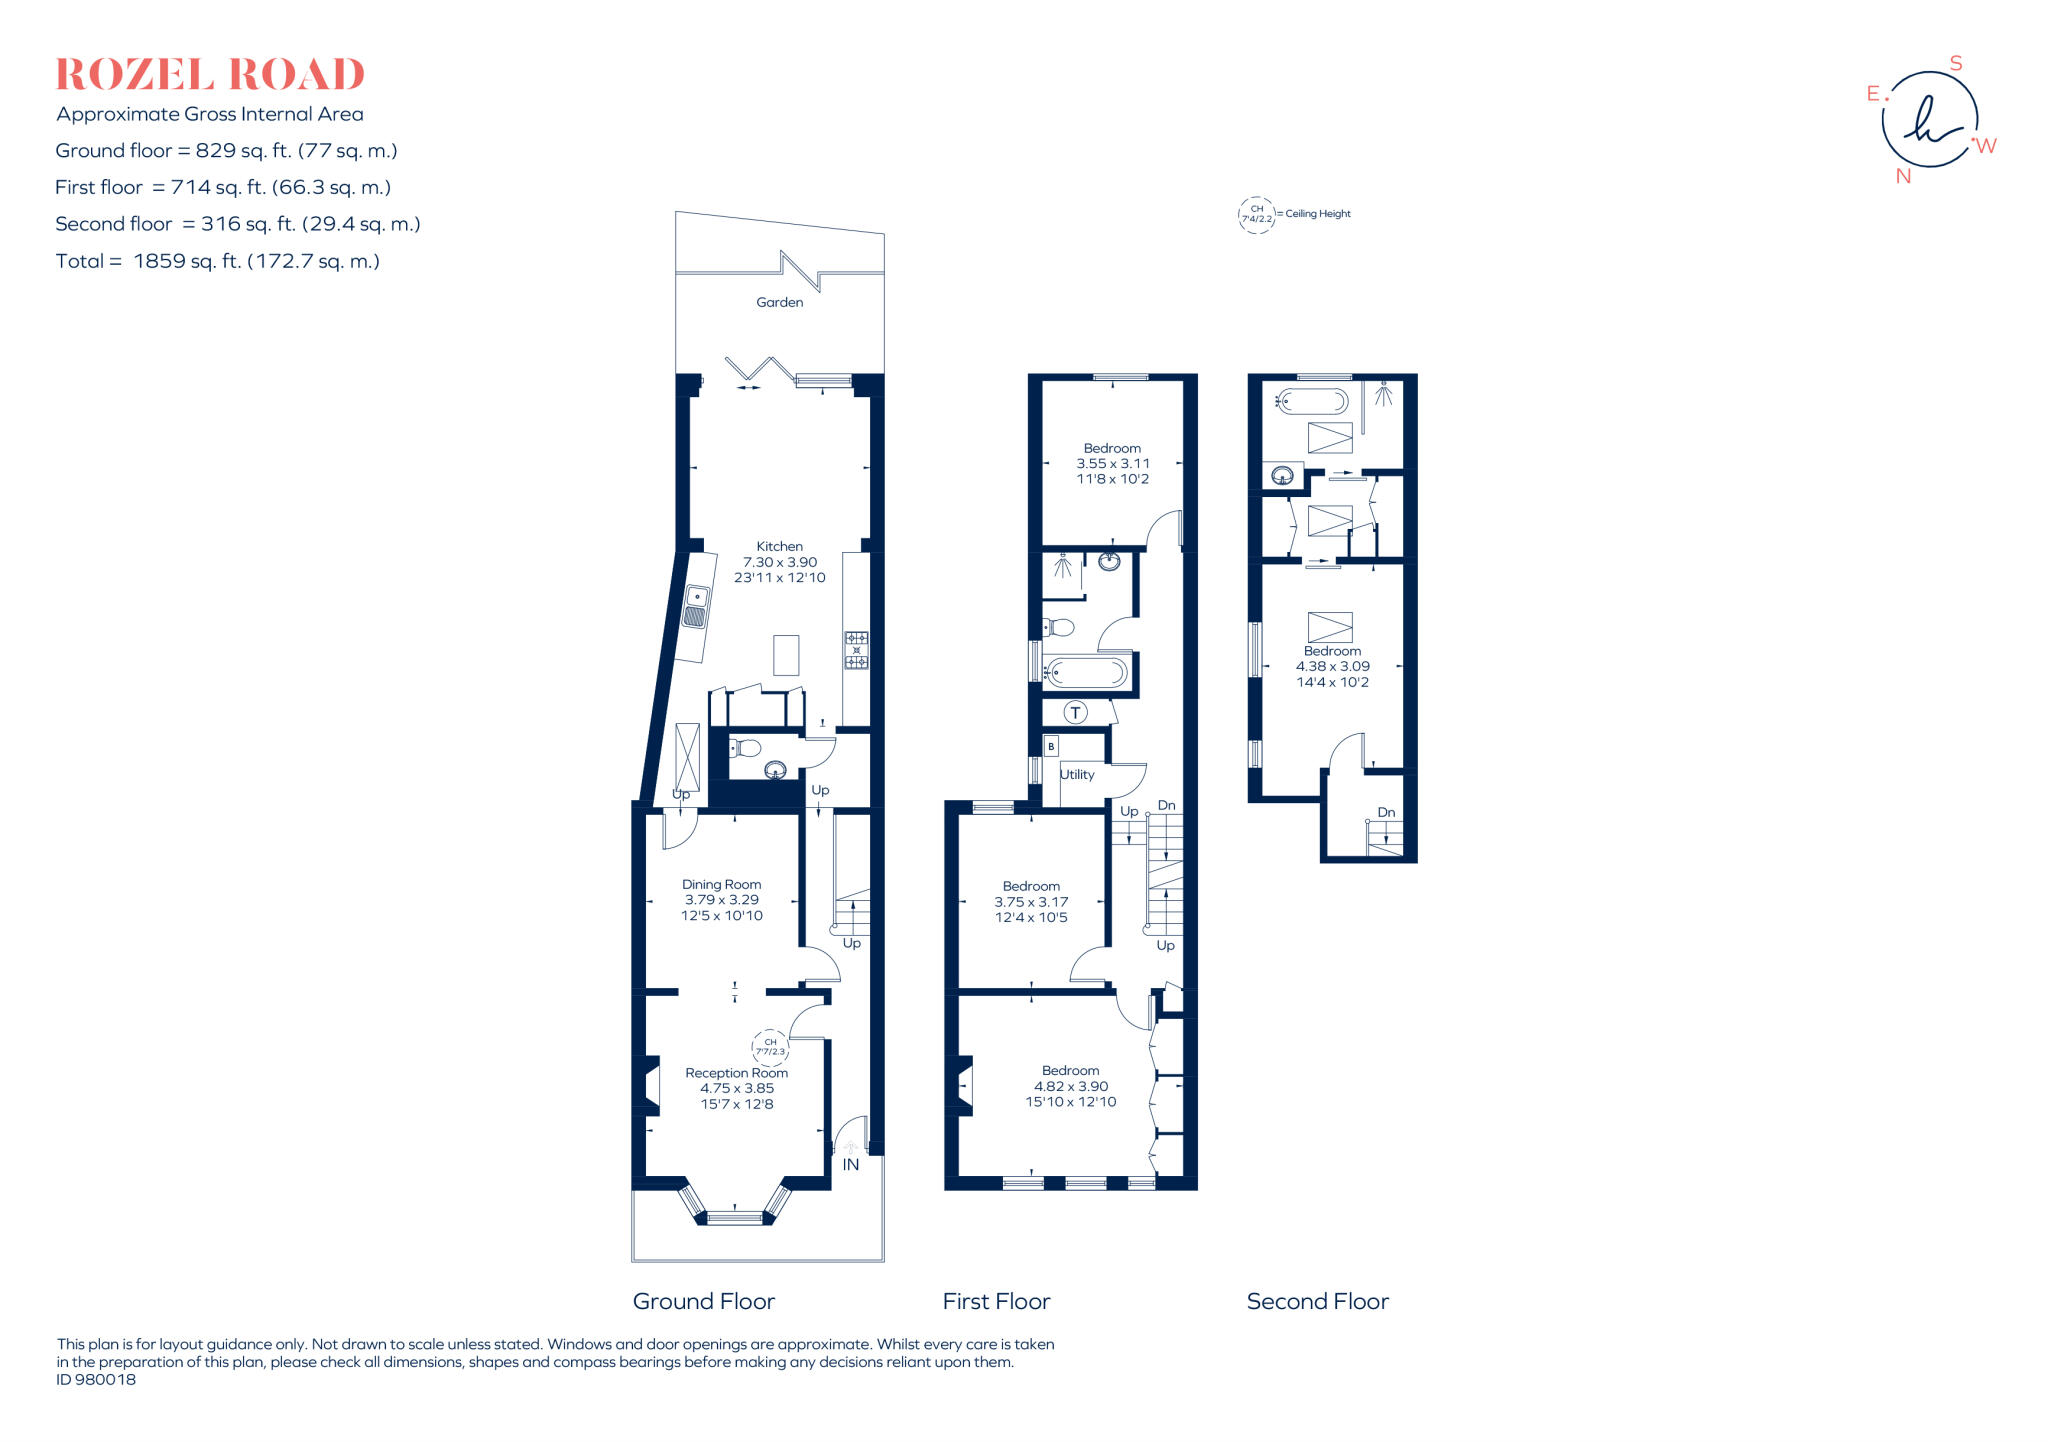 ROZEL ROAD
Approximate Gross Internal Area
Ground floor = 829 sq. ft. (77 sq. m.)
First floor = 714 sq. ft. (66.3 sq. m.)
Second floor = 316 sq. ft. (29.4 sq. m.)
Total = 1859 sq. ft. (172.7 sq. m.)
S
E
W
N
CH
7'4/2.2
= Ceiling Height
Garden
Kitchen
7.30 x 3.90
23'11 x 12'10
Up
Up
Dining Room
3.79 x 3.29
12'5 x 10'10
Up
CH
7'7/2.3
Reception Room
4.75 x 3.85
15'7 x 12'8
IN
Ground Floor
Bedroom
3.55 x 3.11
11'8 x 10'2
T
B
Utility
Up
Dn
Bedroom
3.75 x 3.17
12'4 x 10'5
Up
Bedroom
4.82 x 3.90
15'10 x 12'10
First Floor
Bedroom
4.38 x 3.09
14'4 x 10'2
Dn
Second Floor
This plan is for layout guidance only. Not drawn to scale unless stated. Windows and door openings are approximate. Whilst every care is taken
in the preparation of this plan, please check all dimensions, shapes and compass bearings before making any decisions reliant upon them.
ID 980018